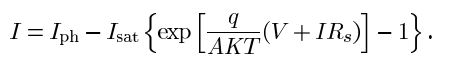 I = I_ph − I_sat { exp [ q/AKT (V + IR_s) ] − 1 } .